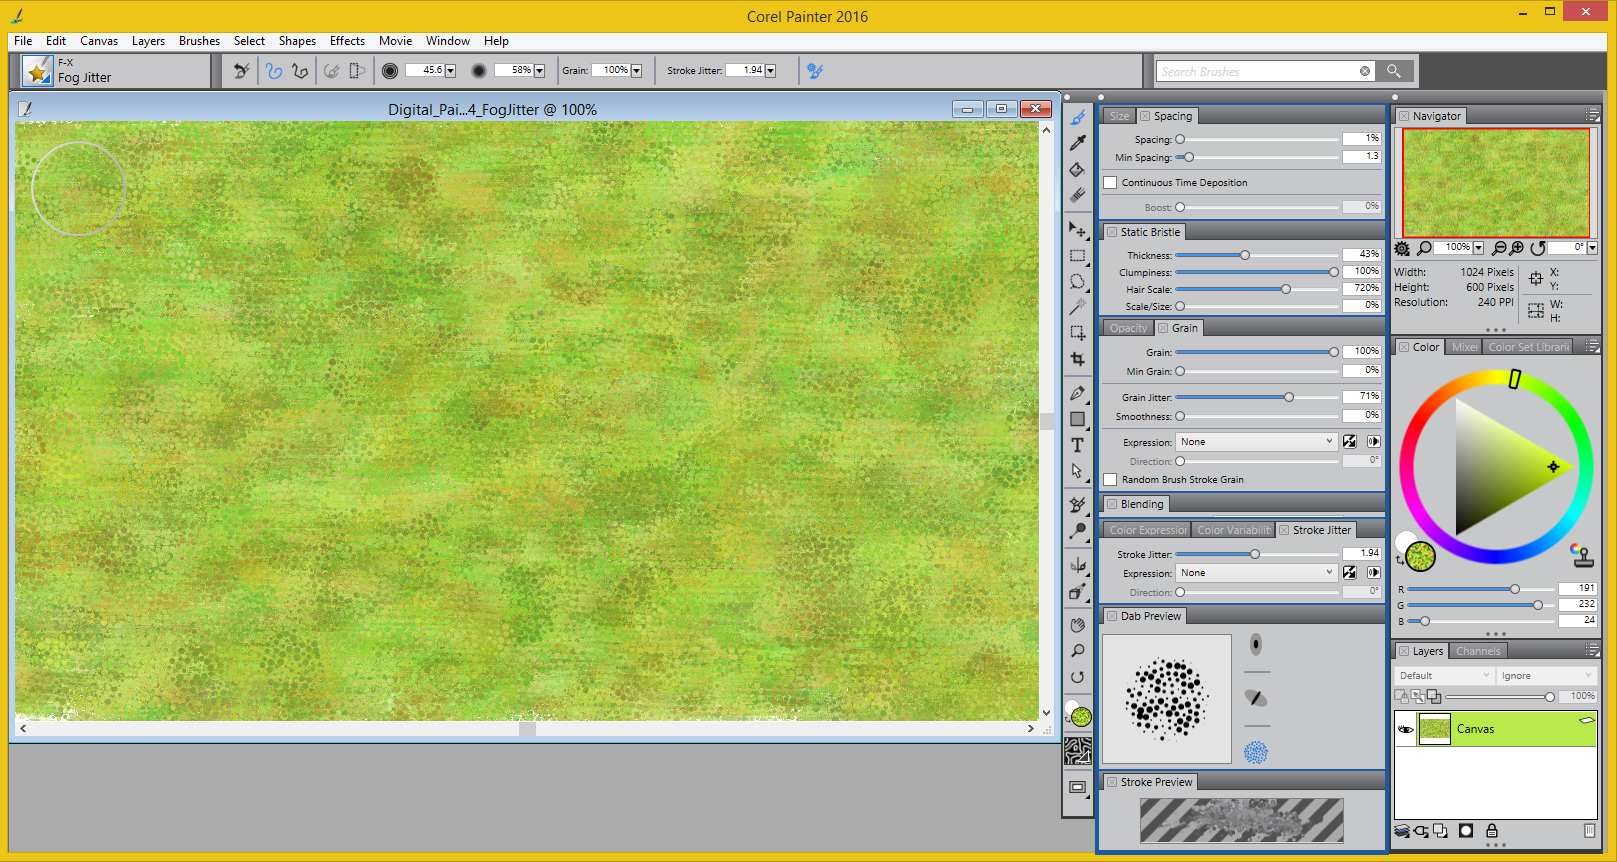 Corel Painter 2016
File Edit Canvas Layers Brushes Select Shapes Effects Movie Window Help
F-X
Fog Jitter
45.6 58% Grain: 100% Stroke Jitter: 1.94
Search Brushes
Digital_Pai...4_FogJitter @ 100%
Size Spacing
Spacing: 1%
Min Spacing: 1.3
Continuous Time Deposition
Boost: 0%
Static Bristle
Thickness: 43%
Clumpiness: 100%
Hair Scale: 720%
Scale/Size: 0%
Opacity Grain
Grain: 100%
Min Grain: 0%
Grain Jitter: 71%
Smoothness: 0%
Expression: None
Direction: 0°
Random Brush Stroke Grain
Blending
Color Expression Color Variability Stroke Jitter
Stroke Jitter: 1.94
Expression: None
Direction: 0°
Dab Preview
Stroke Preview
Navigator
100% 0°
Width: 1024 Pixels X:
Height: 600 Pixels Y:
Resolution: 240 PPI W:
H:
Color Mixer Color Set Librari
R 191
G 232
B 24
Layers Channels
Default Ignore
100%
Canvas
T